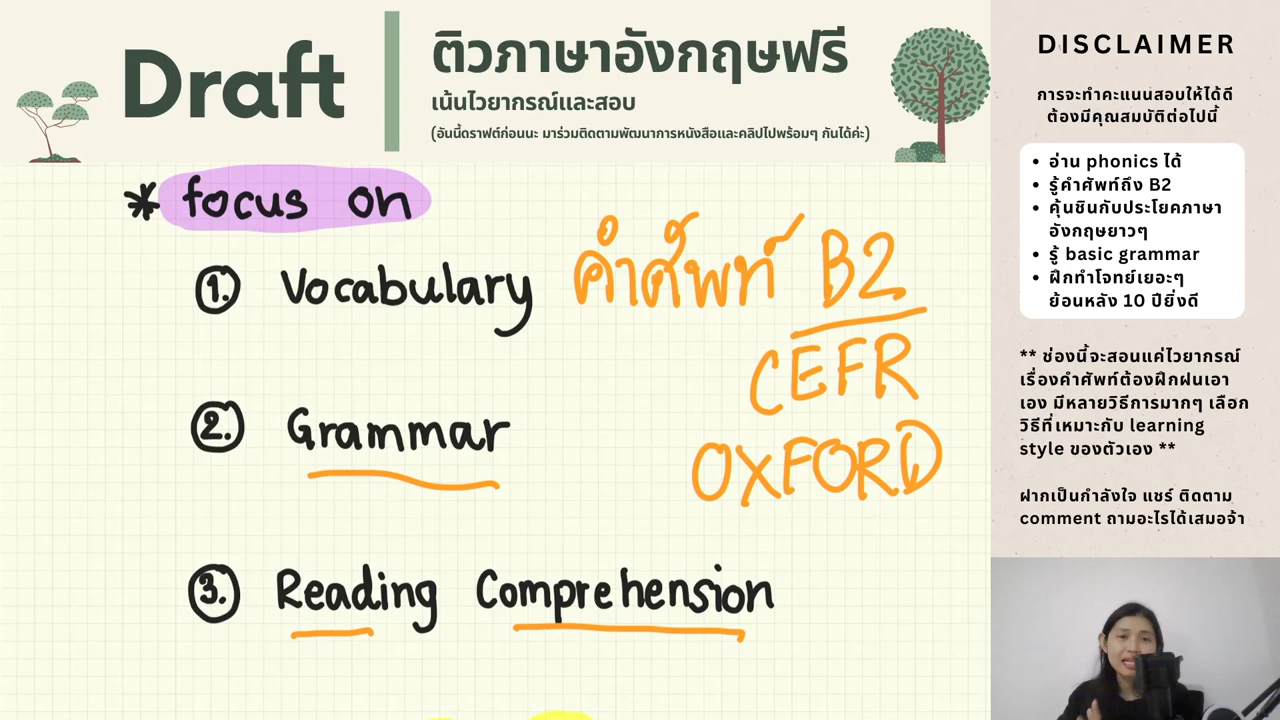 Draft
ติวภาษาอังกฤษฟรี
เน้นไวยากรณ์และสอบ
(อันนี้ดราฟต์ก่อนนะ มาร่วมติดตามพัฒนาการหนังสือและคลิปไปพร้อมๆ กันได้ค่ะ)
* focus on
1. Vocabulary คำศัพท์ B2
CEFR
OXFORD
2. Grammar
3. Reading Comprehension
DISCLAIMER
การจะทำคะแนนสอบให้ได้ดี
ต้องมีคุณสมบัติต่อไปนี้
• อ่าน phonics ได้
• รู้คำศัพท์ถึง B2
• คุ้นชินกับประโยคภาษา
อังกฤษยาวๆ
• รู้ basic grammar
• ฝึกทำโจทย์เยอะๆ
ย้อนหลัง 10 ปียิ่งดี
** ช่องนี้จะสอนแค่ไวยากรณ์
เรื่องคำศัพท์ต้องฝึกฝนเอา
เอง มีหลายวิธีการมากๆ เลือก
วิธีที่เหมาะกับ learning
style ของตัวเอง **
ฝากเป็นกำลังใจ แชร์ ติดตาม
comment ถามอะไรได้เสมอจ้า